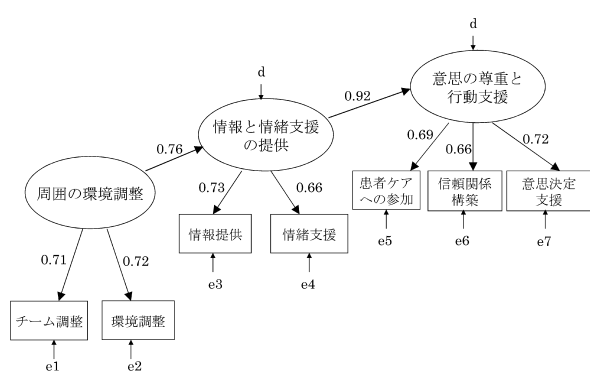 d
意思の尊重と
行動支援
d
0.92
情報と情緒支援
の提供
0.76
0.69
0.66
0.72
周囲の環境調整
0.73
0.66
患者ケア
への参加
信頼関係
構築
意思決定
支援
情報提供
情緒支援
e5
e6
e7
0.71
0.72
e3
e4
チーム調整
環境調整
e1
e2